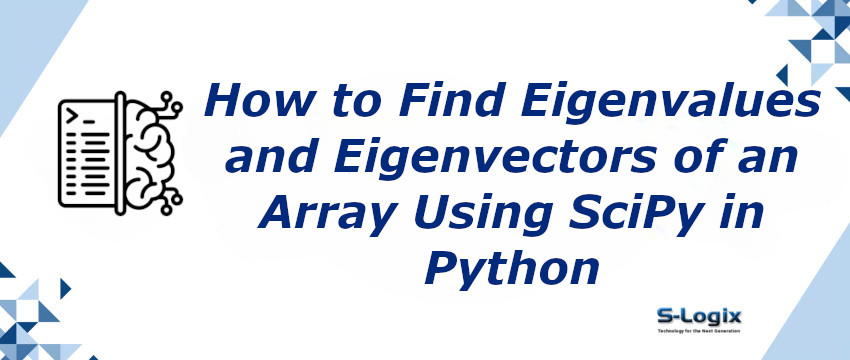 >_
How to Find Eigenvalues
and Eigenvectors of an
Array Using SciPy in
Python
S-Logix
Technology for the Next Generation